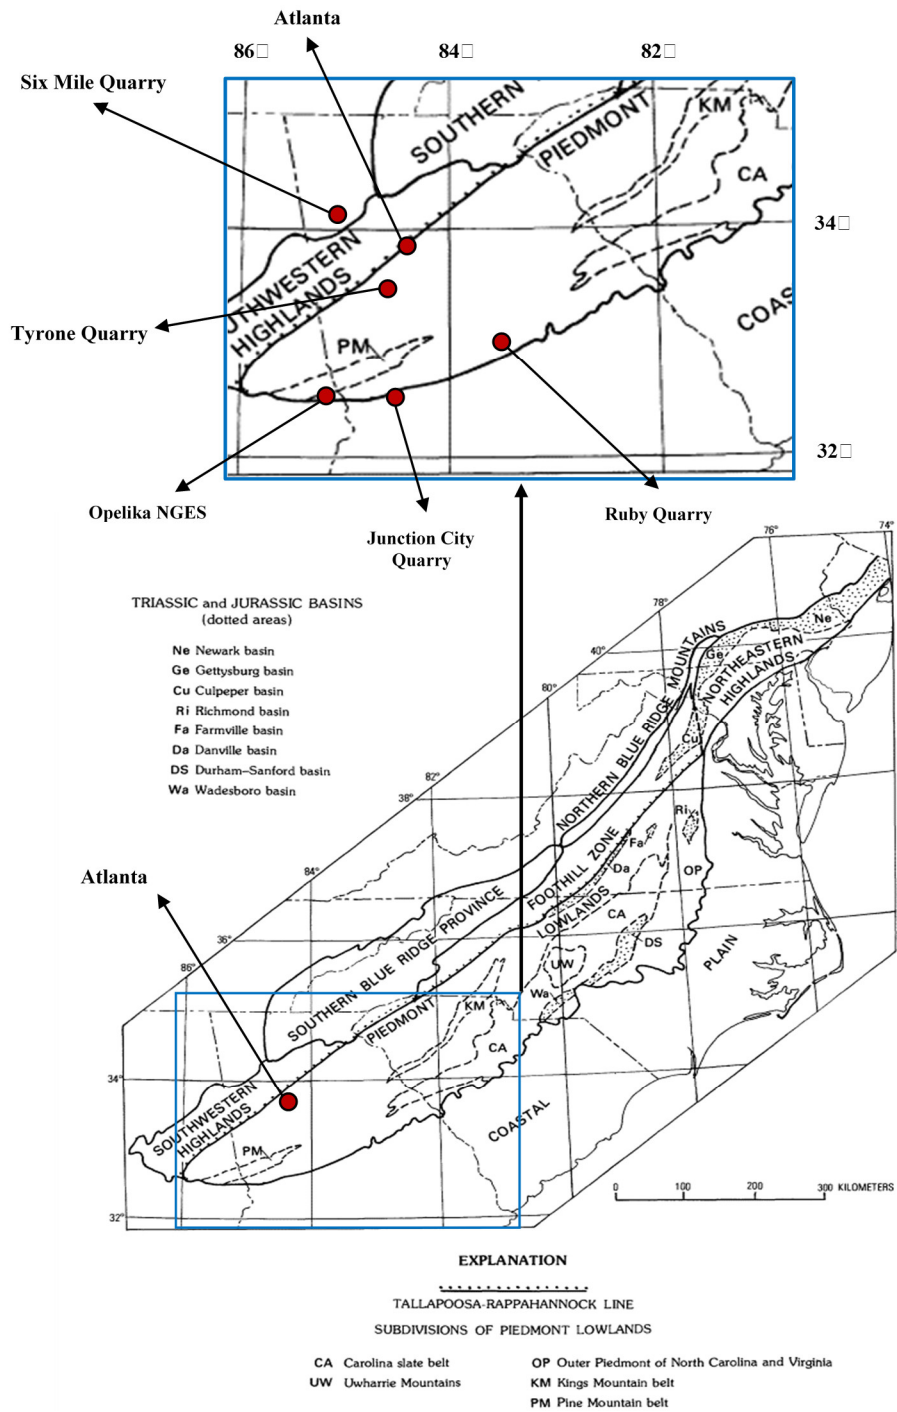 Atlanta
86▯ 84▯ 82▯
Six Mile Quarry
SOUTHERN
PIEDMONT
KM
CA
34▯
UTHWESTERN
HIGHLANDS
COAS
Tyrone Quarry
PM
32▯
Opelika NGES
Ruby Quarry
Junction City
Quarry
TRIASSIC and JURASSIC BASINS
(dotted areas)
Ne Newark basin
Ge Gettysburg basin
Cu Culpeper basin
Ri Richmond basin
Fa Farmville basin
Da Danville basin
DS Durham–Sanford basin
Wa Wadesboro basin
74°
76°
78°
40°
80°
82°
38°
84°
36°
86°
34°
32°
Ne
Ge
NORTHEASTERN
HIGHLANDS
Cu
NORTHERN BLUE RIDGE
MOUNTAINS
Ri
Fa
Da
OP
FOOTHILL ZONE
LOWLANDS
CA
DS
UW
Wa
PLAIN
SOUTHERN BLUE RIDGE PROVINCE
Atlanta
PIEDMONT
KM
CA
SOUTHWESTERN
HIGHLANDS
PM
COASTAL
0 100 200 300 KILOMETERS
EXPLANATION
TALLAPOOSA-RAPPAHANNOCK LINE
SUBDIVISIONS OF PIEDMONT LOWLANDS
CA Carolina slate belt
UW Uwharrie Mountains
OP Outer Piedmont of North Carolina and Virginia
KM Kings Mountain belt
PM Pine Mountain belt